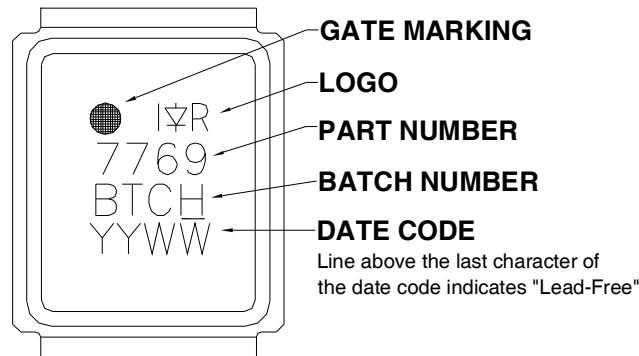 GATE MARKING
LOGO
I R
PART NUMBER
7769
BATCH NUMBER
BTCH
DATE CODE
YYWW
Line above the last character of
the date code indicates "Lead-Free"